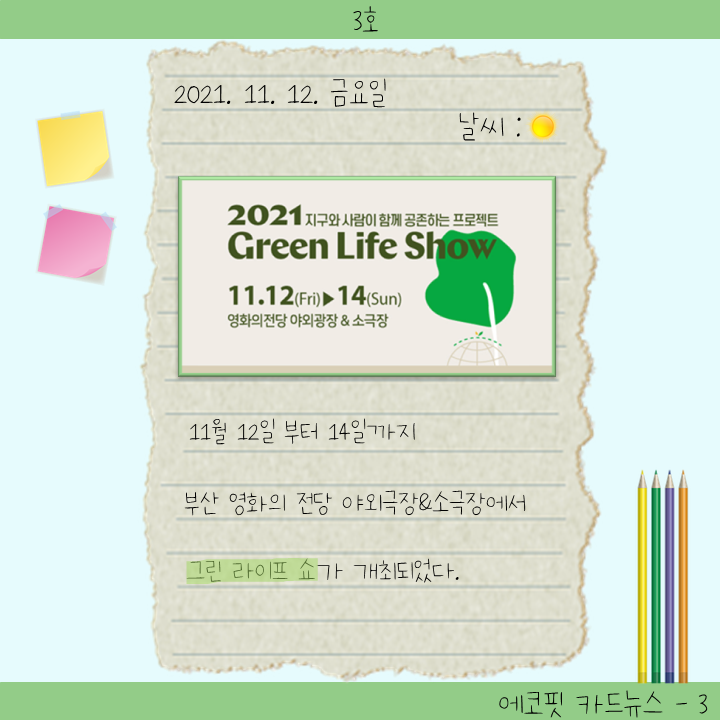 3호
2021. 11. 12. 금요일
날씨 :
2021 지구와 사람이 함께 공존하는 프로젝트
Green Life Show
11.12(Fri)▶14(Sun)
영화의전당 야외광장 & 소극장
11월 12일 부터 14일까지
부산 영화의 전당 야외극장&소극장에서
그린 라이프 쇼가 개최되었다.
에코핏 카드뉴스 - 3